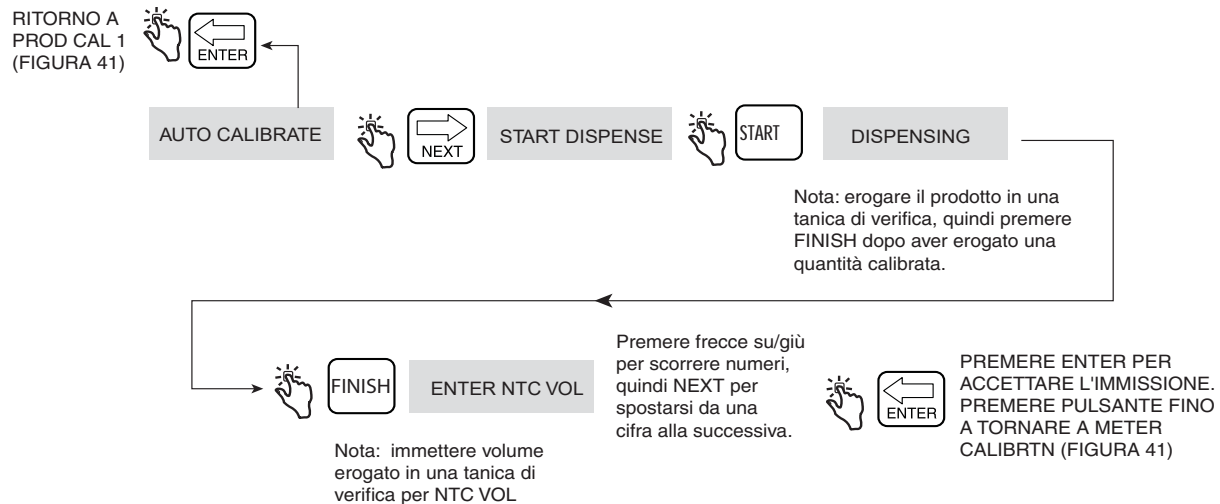 RITORNO A
PROD CAL 1
(FIGURA 41)
ENTER
AUTO CALIBRATE
NEXT
START DISPENSE
START
DISPENSING
Nota: erogare il prodotto in una
tanica di verifica, quindi premere
FINISH dopo aver erogato una
quantità calibrata.
FINISH
ENTER NTC VOL
Nota: immettere volume
erogato in una tanica di
verifica per NTC VOL
Premere frecce su/giù
per scorrere numeri,
quindi NEXT per
spostarsi da una
cifra alla successiva.
ENTER
PREMERE ENTER PER
ACCETTARE L'IMMISSIONE.
PREMERE PULSANTE FINO
A TORNARE A METER
CALIBRTN (FIGURA 41)